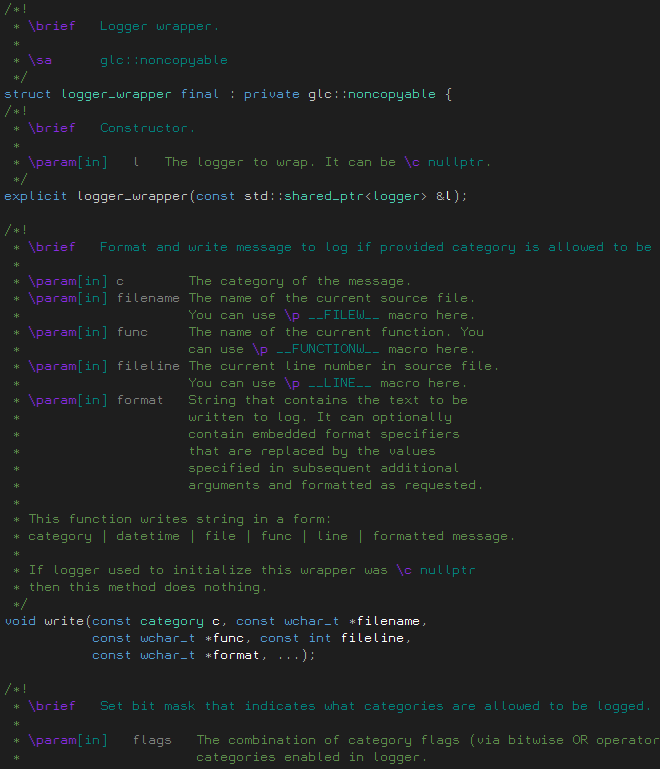 /*!
 * \brief   Logger wrapper.
 *
 * \sa      glc::noncopyable
 */
struct logger_wrapper final : private glc::noncopyable {
/*!
 * \brief   Constructor.
 *
 * \param[in]   l   The logger to wrap. It can be \c nullptr.
 */
explicit logger_wrapper(const std::shared_ptr<logger> &l);

/*!
 * \brief   Format and write message to log if provided category is allowed to be
 *
 * \param[in] c        The category of the message.
 * \param[in] filename The name of the current source file.
 *                     You can use \p __FILEW__ macro here.
 * \param[in] func     The name of the current function. You
 *                     can use \p __FUNCTIONW__ macro here.
 * \param[in] fileline The current line number in source file.
 *                     You can use \p __LINE__ macro here.
 * \param[in] format   String that contains the text to be
 *                     written to log. It can optionally
 *                     contain embedded format specifiers
 *                     that are replaced by the values
 *                     specified in subsequent additional
 *                     arguments and formatted as requested.
 *
 * This function writes string in a form:
 * category | datetime | file | func | line | formatted message.
 *
 * If logger used to initialize this wrapper was \c nullptr
 * then this method does nothing.
 */
void write(const category c, const wchar_t *filename,
           const wchar_t *func, const int fileline,
           const wchar_t *format, ...);

/*!
 * \brief   Set bit mask that indicates what categories are allowed to be logged.
 *
 * \param[in]   flags   The combination of category flags (via bitwise OR operator
 *                      categories enabled in logger.